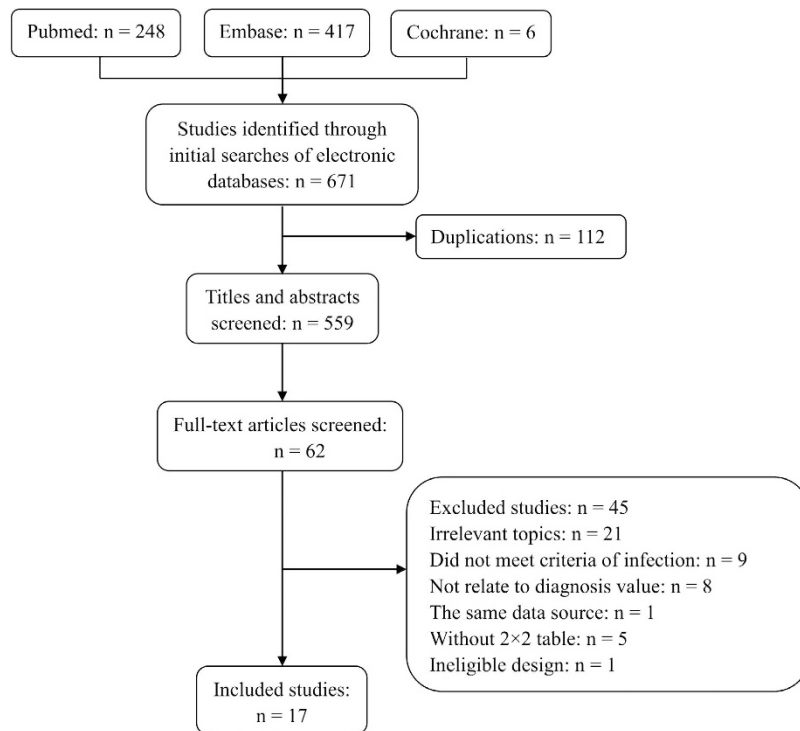 Pubmed: n = 248
Embase: n = 417
Cochrane: n = 6
Studies identified through
initial searches of electronic
databases: n = 671
Duplications: n = 112
Titles and abstracts
screened: n = 559
Full-text articles screened:
n = 62
Excluded studies: n = 45
Irrelevant topics: n = 21
Did not meet criteria of infection: n = 9
Not relate to diagnosis value: n = 8
The same data source: n = 1
Without 2×2 table: n = 5
Ineligible design: n = 1
Included studies:
n = 17